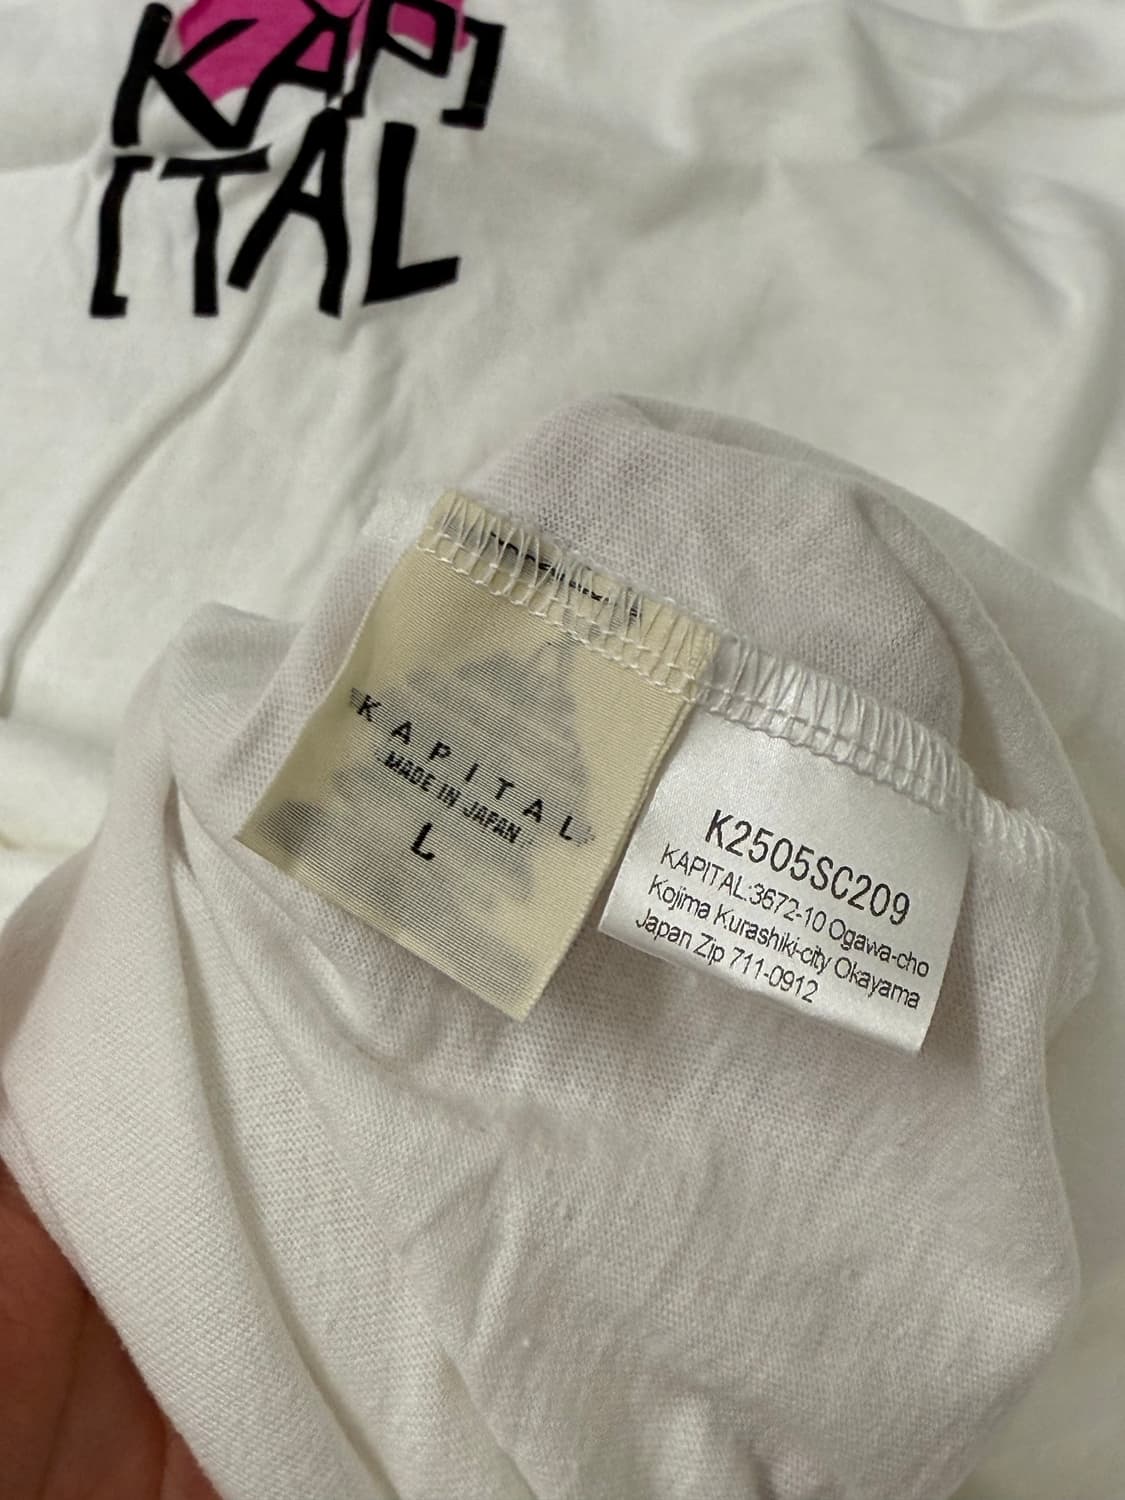 KAPI
ITAL
KAPITAL
MADE IN JAPAN
L
K2505SC209
KAPITAL:3672-10 Ogawa-cho
Kojima Kurashiki-city Okayama
Japan Zip 711-0912